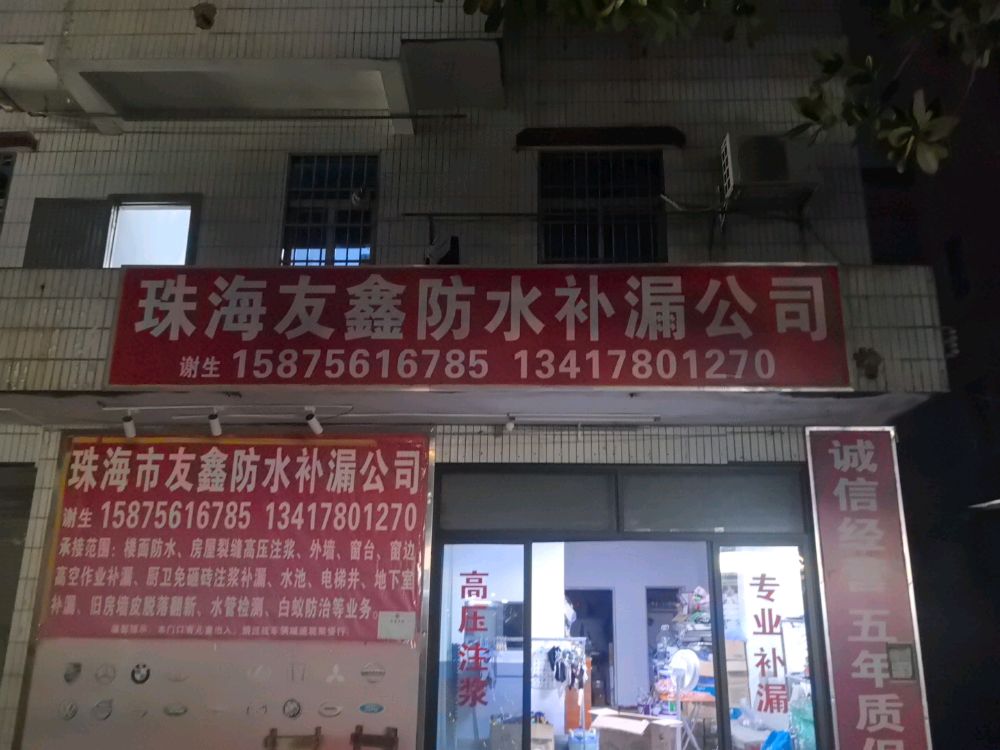 珠海友鑫防水补漏公司
谢生 15875616785 13417801270
珠海市友鑫防水补漏公司
谢生 15875616785 13417801270
承接范围：楼面防水、房屋裂缝高压注浆、外墙、窗台、窗边
高空作业补漏、厨卫免砸砖注浆补漏、水池、电梯井、地下室
补漏、旧房墙皮脱落翻新、水管检测、白蚁防治等业务。
高压注浆
专业补漏
诚信经营 五年质